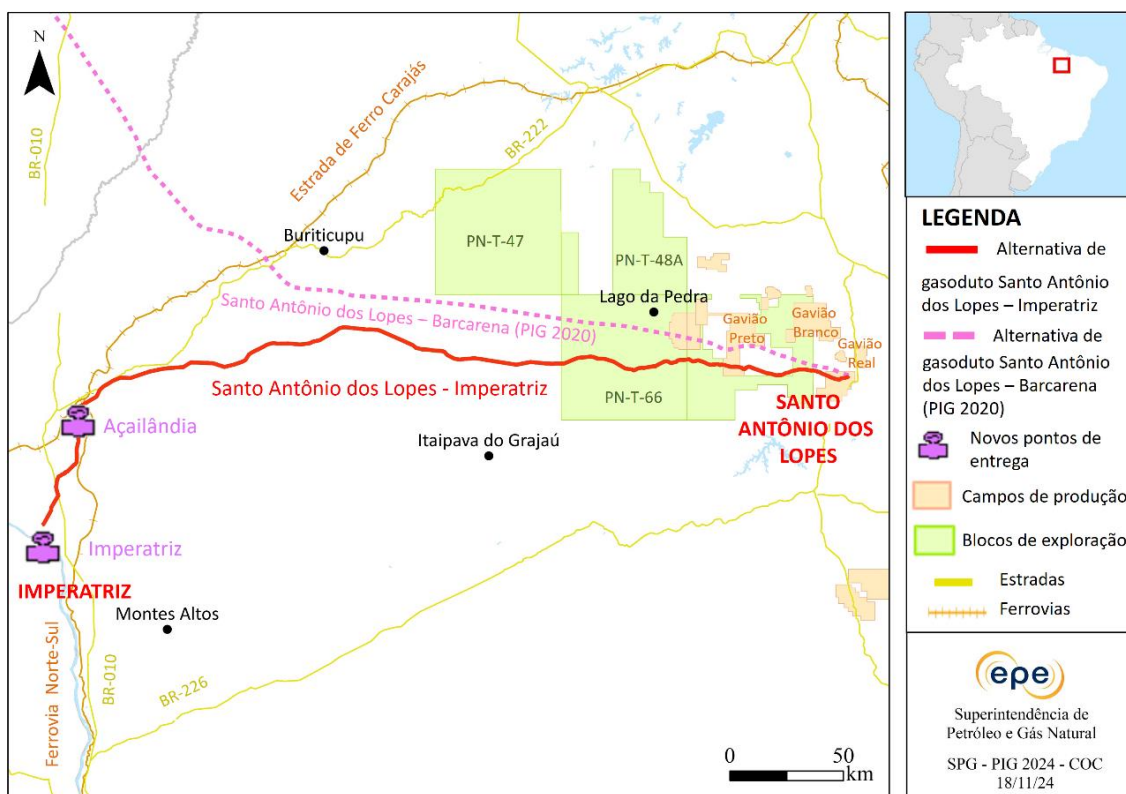 N
BR-010
Estrada de Ferro Carajás
BR-222
Buriticupu
PN-T-47
PN-T-48A
Lago da Pedra
Santo Antônio dos Lopes – Barcarena (PIG 2020)
Gavião
Preto
Gavião
Branco
Gavião
Real
Santo Antônio dos Lopes - Imperatriz
PN-T-66
SANTO
ANTÔNIO DOS
LOPES
Açailândia
Itaipava do Grajaú
Imperatriz
IMPERATRIZ
Montes Altos
Ferrovia Norte-Sul
BR-010
BR-226
0 50
km
LEGENDA
Alternativa de
gasoduto Santo Antônio
dos Lopes – Imperatriz
Alternativa de
gasoduto Santo Antônio
dos Lopes – Barcarena
(PIG 2020)
Novos pontos de
entrega
Campos de produção
Blocos de exploração
Estradas
Ferrovias
epe
Superintendência de
Petróleo e Gás Natural
SPG - PIG 2024 - COC
18/11/24